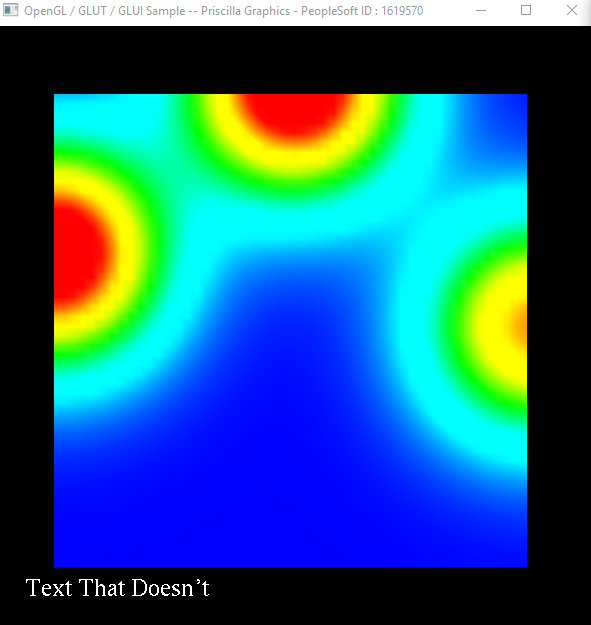 OpenGL / GLUT / GLUI Sample -- Priscilla Graphics - PeopleSoft ID : 1619570
Text That Doesn’t